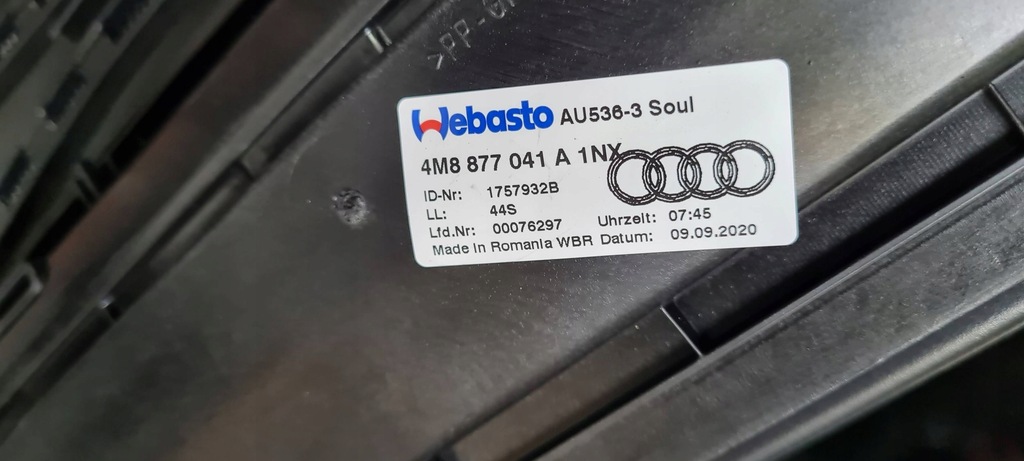 >PP-
Webasto AU536-3 Soul
4M8 877 041 A 1NX
ID-Nr: 1757932B
LL: 44S
Lfd.Nr: 00076297 Uhrzeit: 07:45
Made in Romania WBR Datum: 09.09.2020